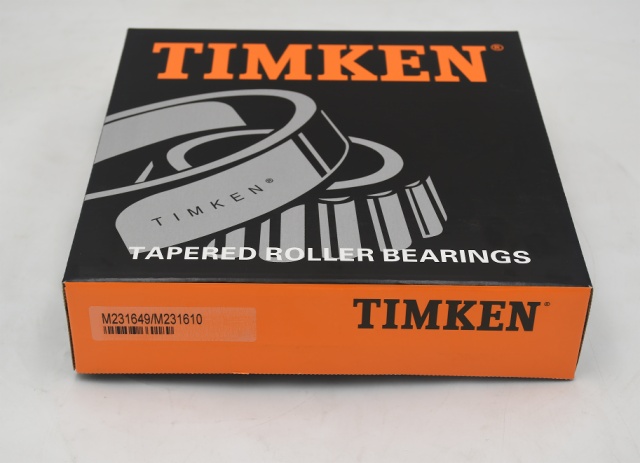 TIMKEN®
TIMKEN®
TAPERED ROLLER BEARINGS
M231649/M231610
TIMKEN®